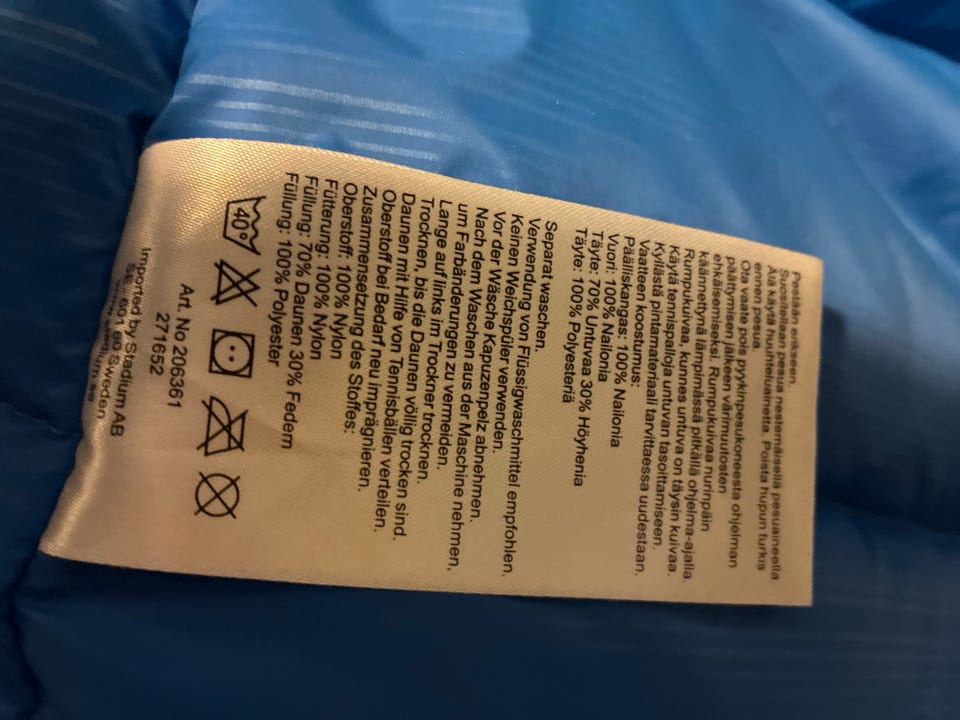 Pestään erikseen.
Suositellaan pesua nestemäisellä pesuaineella.
Älä käytä huuhteluainetta. Poista hupun turkis
ennen pesua.
Ota vaate pois pyykinpesukoneesta ohjelman
päättymisen jälkeen värimuutosten
ehkäisemiseksi. Rumpukuivaa nurinpäin
käännettynä lämpimässä pitkällä ohjelma-ajalla.
Rumpukuivaa, kunnes untuva on täysin kuivaa.
Käytä tennispalloja untuvan tasoittamiseen.
Kyllästä pintamateriaali tarvittaessa uudestaan.
Vaatteen koostumus:
Päälliskangas: 100% Nailonia
Vuori: 100% Nailonia
Täyte: 70% Untuvaa 30% Höyheniä
Täyte: 100% Polyesteriä
Separat waschen.
Verwendung von Flüssigwaschmittel empfohlen.
Keinen Weichspüler verwenden.
Vor der Wäsche Kapuzenpelz abnehmen.
Nach dem Waschen aus der Maschine nehmen,
um Farbänderungen zu vermeiden.
Lange auf links im Trockner trocknen.
Trocknen, bis die Daunen völlig trocken sind.
Daunen mit Hilfe von Tennisbällen verteilen.
Oberstoff bei Bedarf neu imprägnieren.
Zusammensetzung des Stoffes:
Oberstoff: 100% Nylon
Fütterung: 100% Nylon
Füllung: 70% Daunen 30% Federn
Füllung: 100% Polyester
40°
Art. No 206361
271652
Imported by Stadium AB
SE, 601 60 Sweden